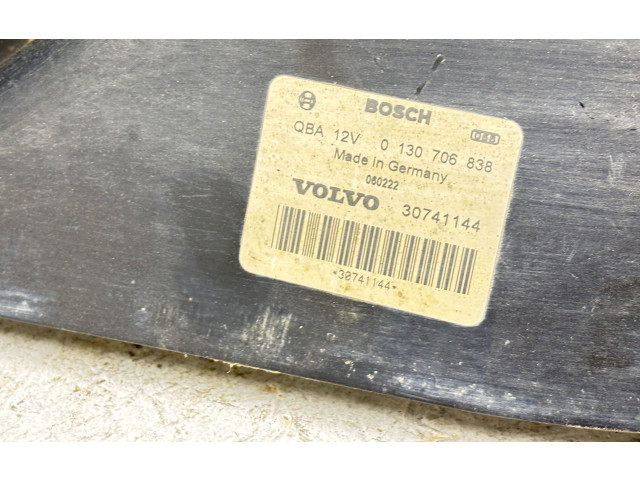 BOSCH
QBA 12V 0 130 706 838
Made in Germany
060222
VOLVO 30741144
*30741144*